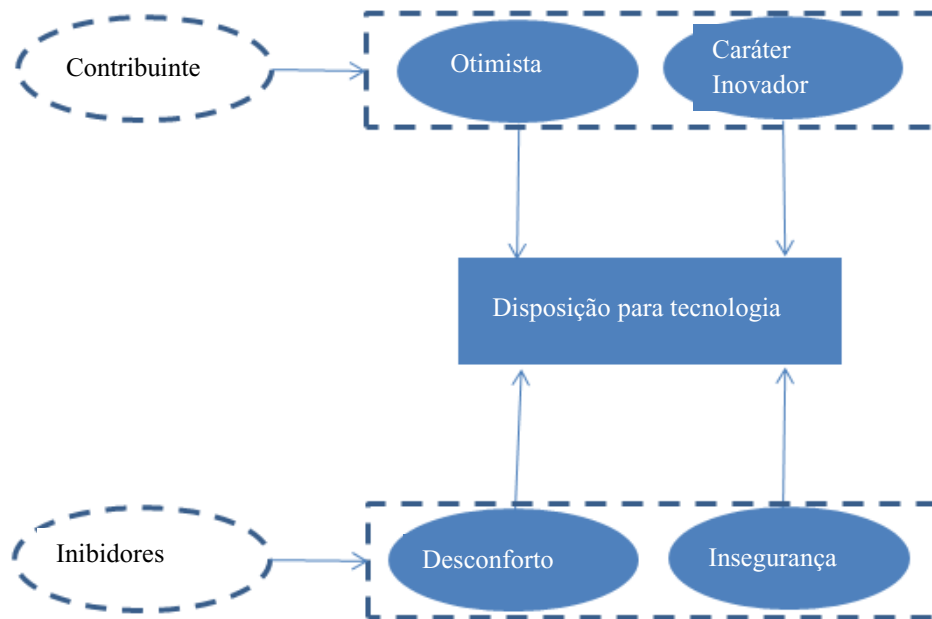 Contribuinte
Otimista
Caráter
Inovador
Disposição para tecnologia
Inibidores
Desconforto
Insegurança